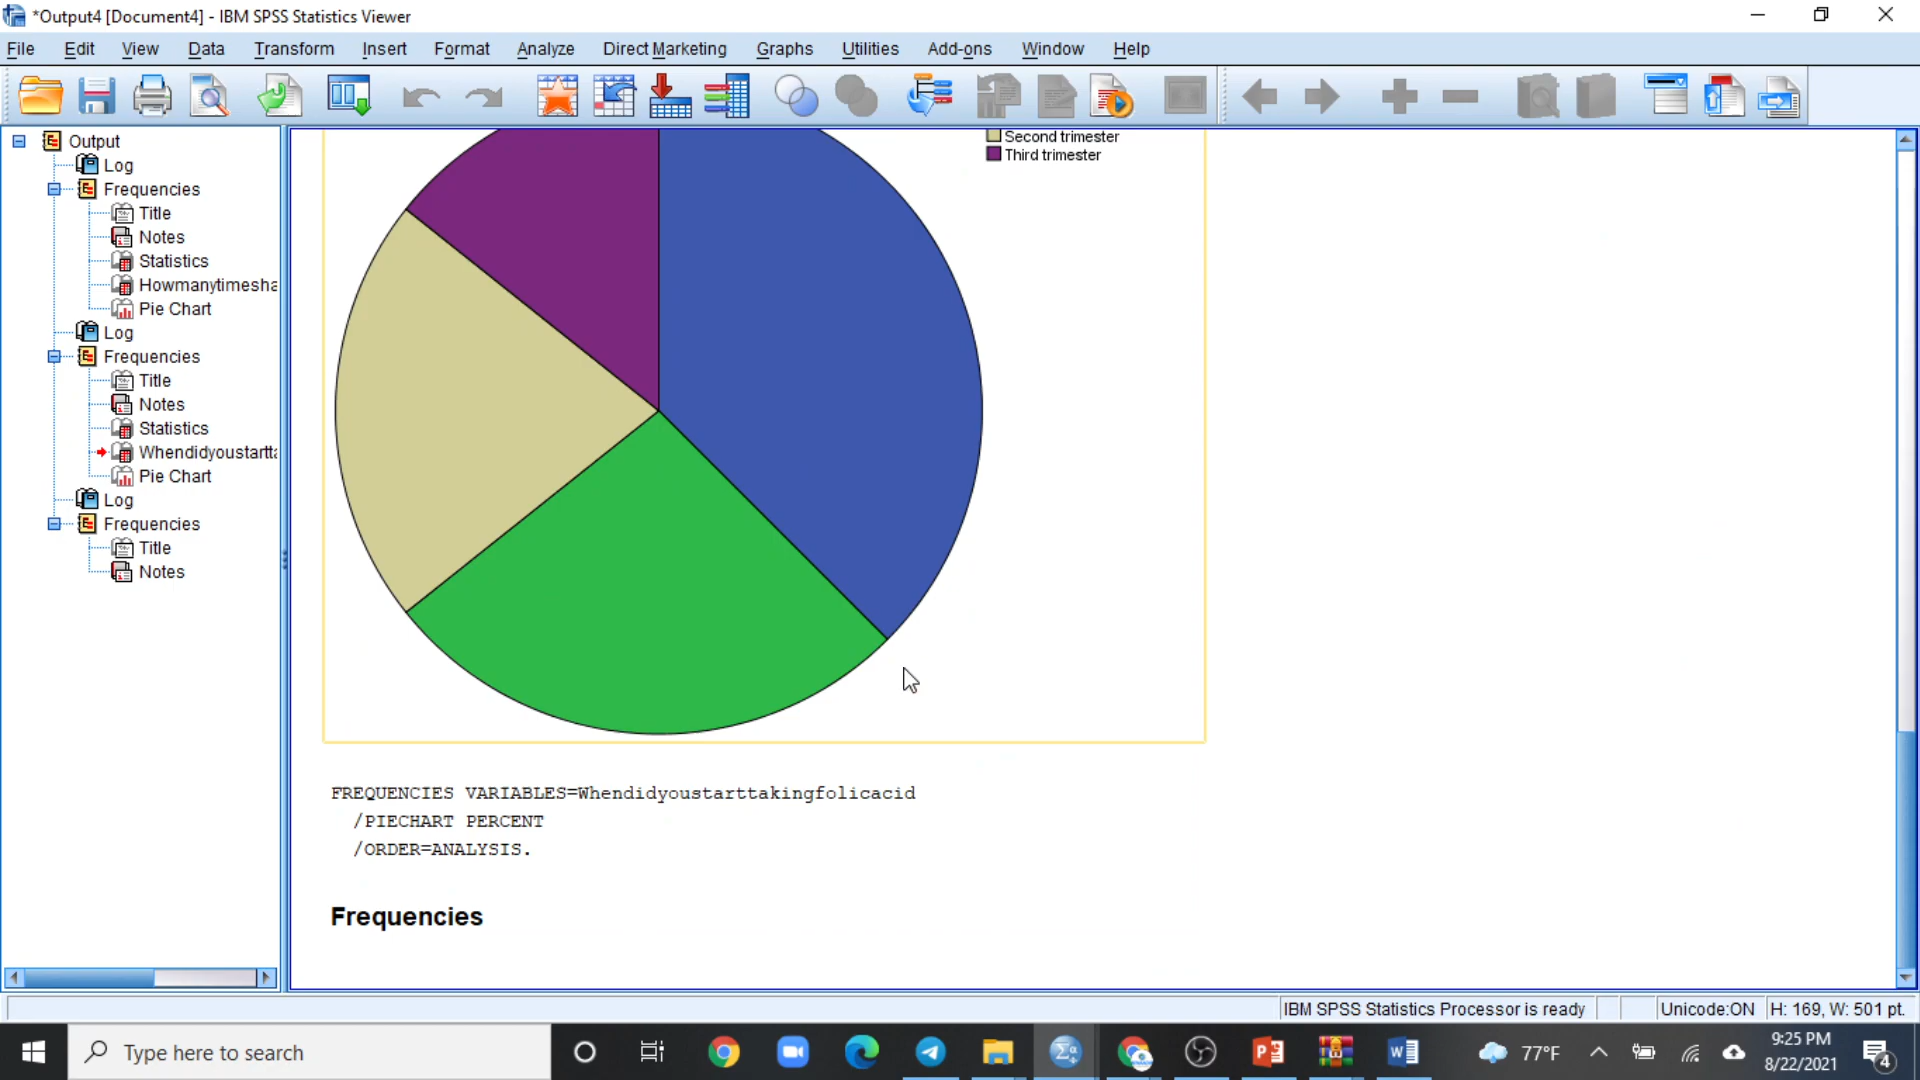 *Output4 [Document4] - IBM SPSS Statistics Viewer
File Edit View Data Transform Insert Format Analyze Direct Marketing Graphs Utilities Add-ons Window Help
Output
Log
Frequencies
Title
Notes
Statistics
Howmanytimesha
Pie Chart
Log
Frequencies
Title
Notes
Statistics
Whendidyoustartta
Pie Chart
Log
Frequencies
Title
Notes
Second trimester
Third trimester
FREQUENCIES VARIABLES=Whendidyoustarttakingfolicacid
/PIECHART PERCENT
/ORDER=ANALYSIS.
Frequencies
IBM SPSS Statistics Processor is ready Unicode:ON H: 169, W: 501 pt.
Type here to search
77°F
9:25 PM
8/22/2021
4